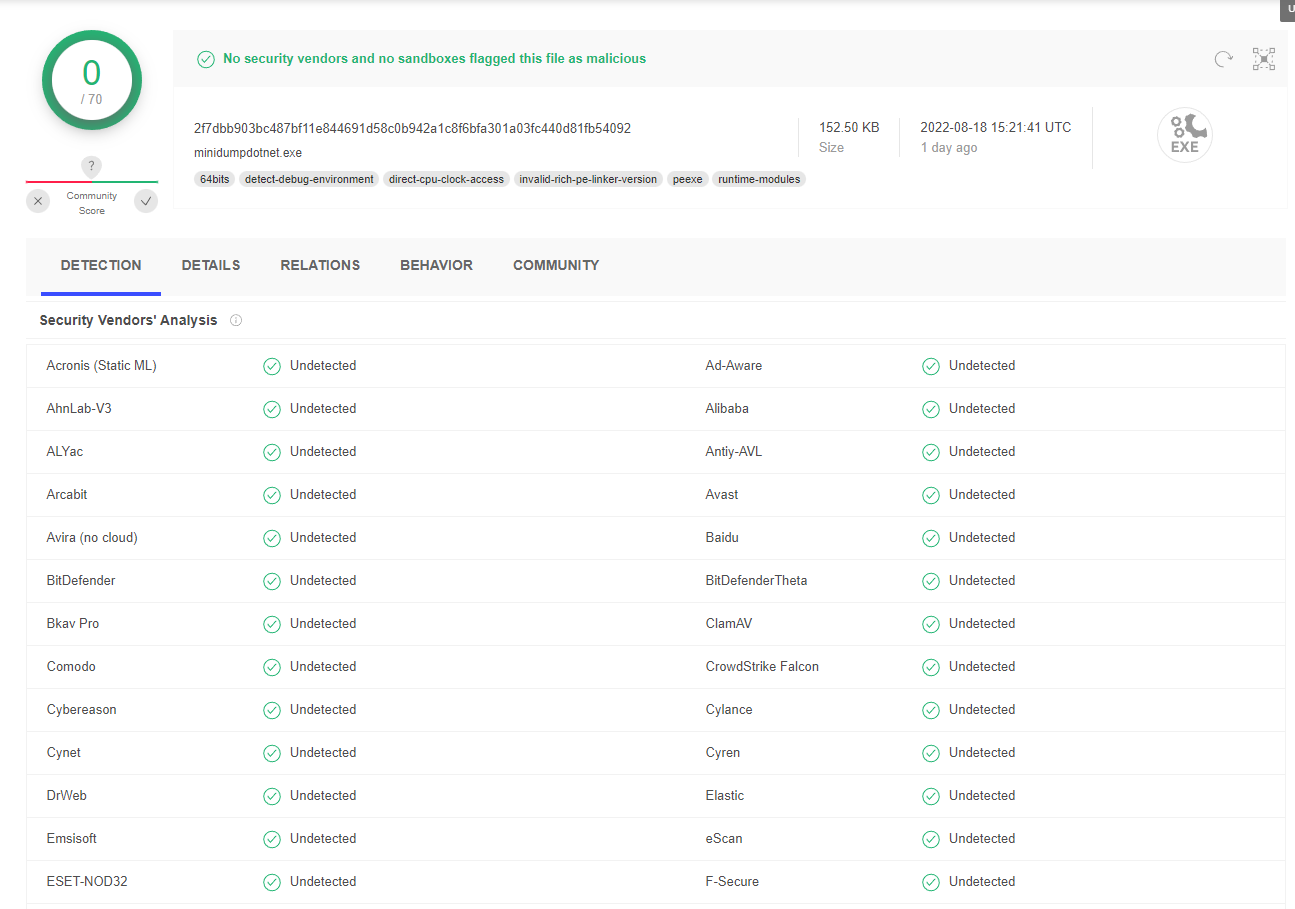 U
0
/ 70
?
Community
Score
No security vendors and no sandboxes flagged this file as malicious
2f7dbb903bc487bf11e844691d58c0b942a1c8f6bfa301a03fc440d81fb54092
minidumpdotnet.exe
64bits detect-debug-environment direct-cpu-clock-access invalid-rich-pe-linker-version peexe runtime-modules
152.50 KB
Size
2022-08-18 15:21:41 UTC
1 day ago
EXE
DETECTION DETAILS RELATIONS BEHAVIOR COMMUNITY
Security Vendors' Analysis
Acronis (Static ML) Undetected Ad-Aware Undetected
AhnLab-V3 Undetected Alibaba Undetected
ALYac Undetected Antiy-AVL Undetected
Arcabit Undetected Avast Undetected
Avira (no cloud) Undetected Baidu Undetected
BitDefender Undetected BitDefenderTheta Undetected
Bkav Pro Undetected ClamAV Undetected
Comodo Undetected CrowdStrike Falcon Undetected
Cybereason Undetected Cylance Undetected
Cynet Undetected Cyren Undetected
DrWeb Undetected Elastic Undetected
Emsisoft Undetected eScan Undetected
ESET-NOD32 Undetected F-Secure Undetected